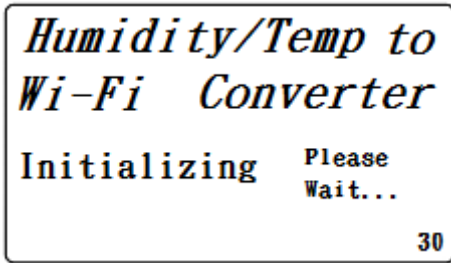 Humidity/Temp to
Wi-Fi Converter
Initializing Please
Wait...
30